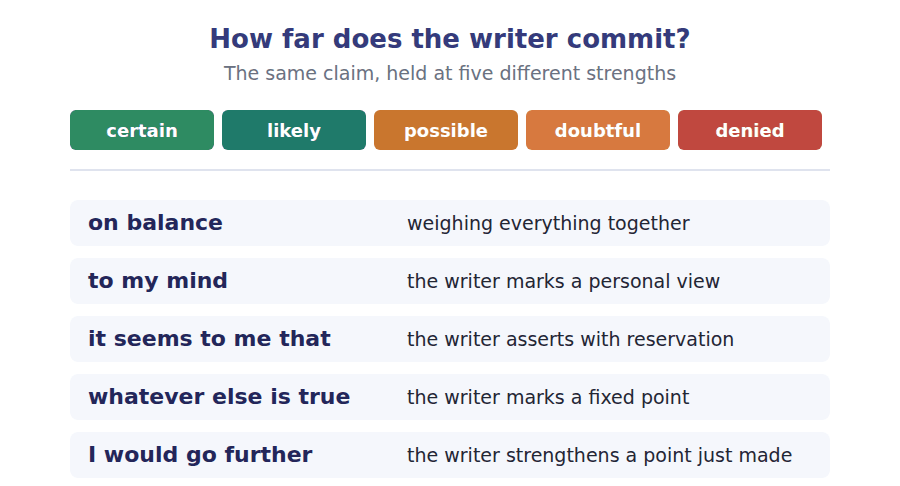 How far does the writer commit?
The same claim, held at five different strengths
certain likely possible doubtful denied
on balance weighing everything together
to my mind the writer marks a personal view
it seems to me that the writer asserts with reservation
whatever else is true the writer marks a fixed point
I would go further the writer strengthens a point just made